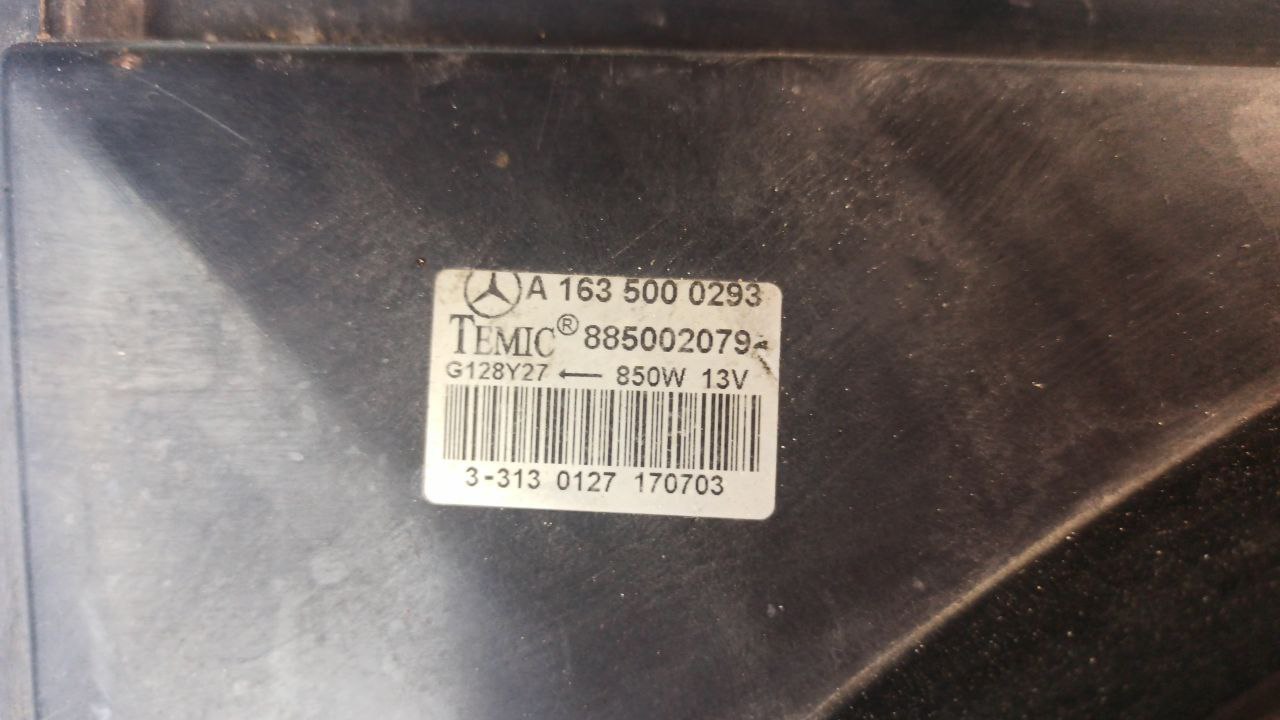 A 163 500 0293
TEMIC® 885002079
G128Y27 ← 850W 13V
3-313 0127 170703